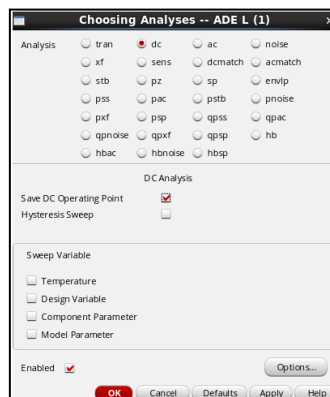 Choosing Analyses -- ADE L (1)
Analysis tran dc ac noise
xf sens dcmatch acmatch
stb pz sp envlp
pss pac pstb pnoise
pxf psp qpss qpac
qpnoise qpxf qpsp hb
hbac hbnoise hbsp
DC Analysis
Save DC Operating Point
Hysteresis Sweep
Sweep Variable
Temperature
Design Variable
Component Parameter
Model Parameter
Enabled Options...
OK Cancel Defaults Apply Help